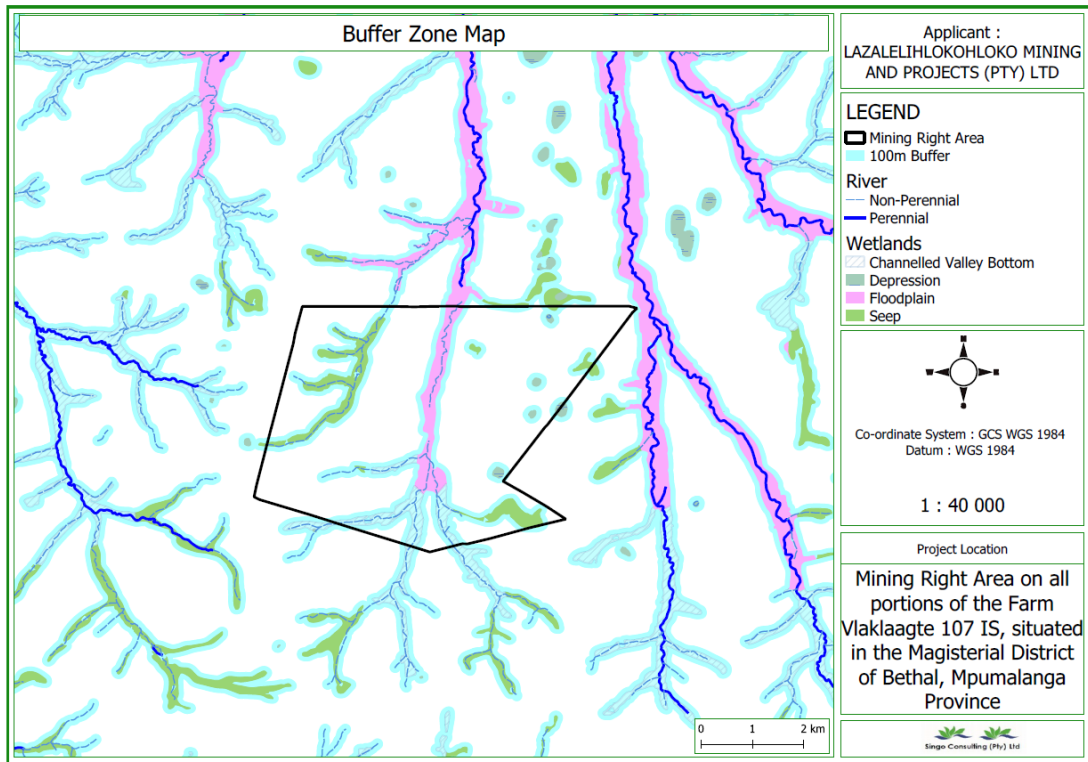 Buffer Zone Map
Applicant :
LAZALELIHLOKOHLOKO MINING
AND PROJECTS (PTY) LTD
LEGEND
Mining Right Area
100m Buffer
River
Non-Perennial
Perennial
Wetlands
Channelled Valley Bottom
Depression
Floodplain
Seep
Co-ordinate System : GCS WGS 1984
Datum : WGS 1984
1 : 40 000
Project Location
Mining Right Area on all
portions of the Farm
Vlaklaagte 107 IS, situated
in the Magisterial District
of Bethal, Mpumalanga
Province
0 1 2 km
Singo Consulting (Pty) Ltd